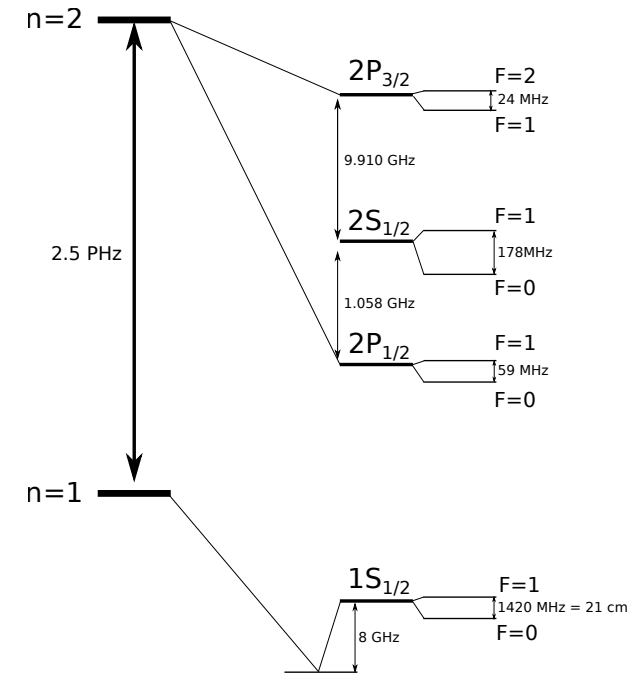 n=2
2P3/2
F=2
24 MHz
F=1
9.910 GHz
2S1/2
F=1
178MHz
F=0
2.5 PHz
1.058 GHz
2P1/2
F=1
59 MHz
F=0
n=1
1S1/2
F=1
1420 MHz = 21 cm
F=0
8 GHz